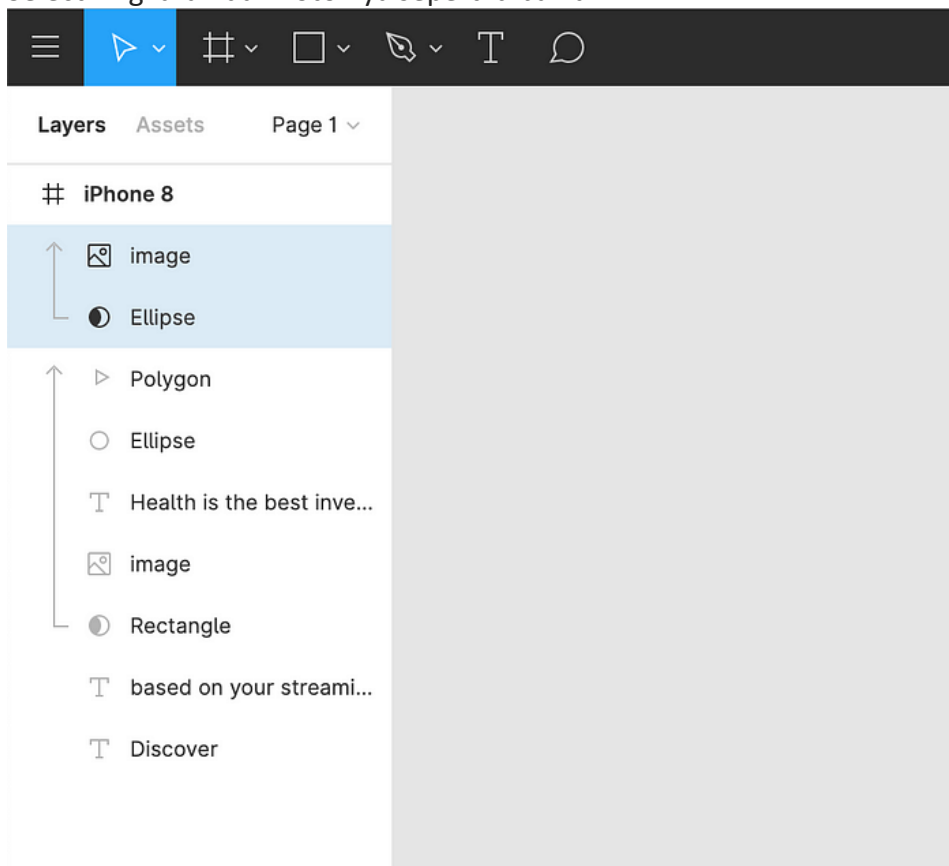 Layers Assets Page 1
iPhone 8
image
Ellipse
Polygon
Ellipse
Health is the best inve...
image
Rectangle
based on your streami...
Discover